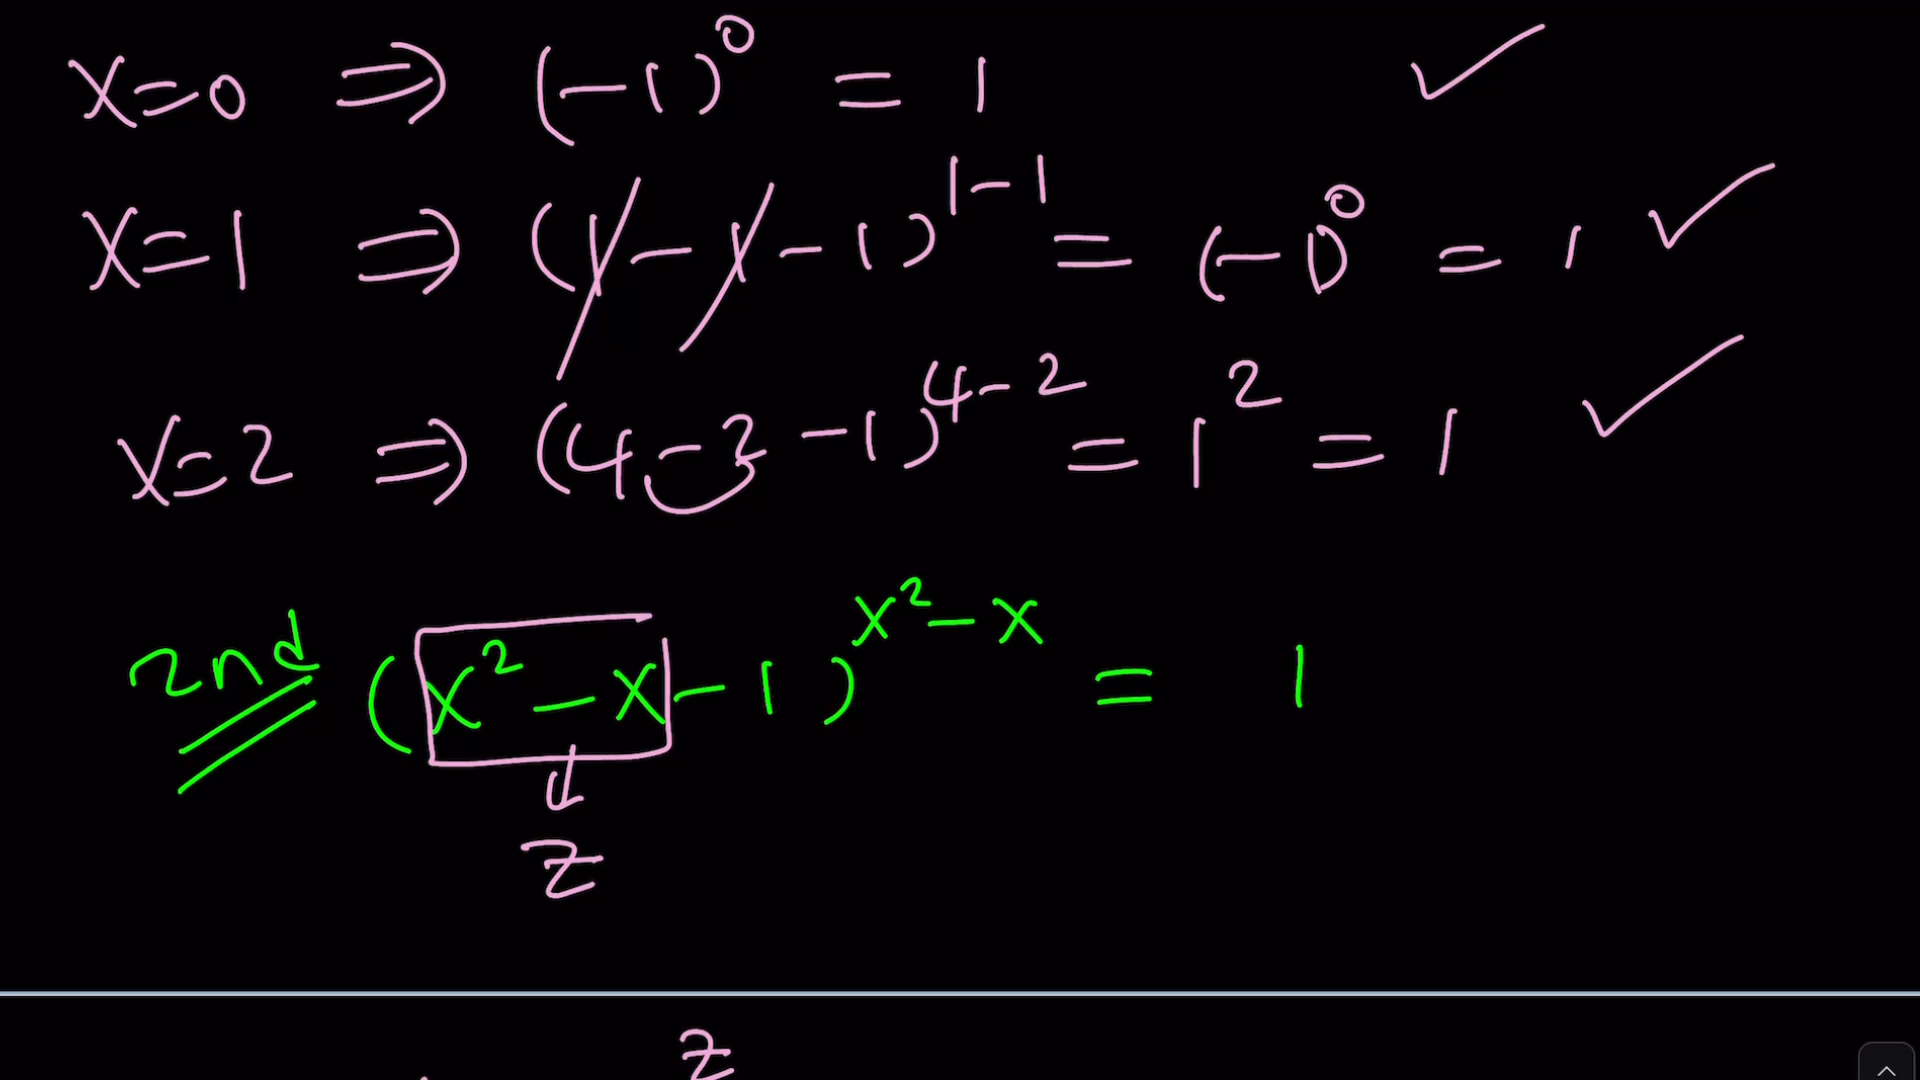 x=0 ⇒ (-1)⁰ = 1 ✓
x=1 ⇒ (1-1-1)¹⁻¹ = (-1)⁰ = 1 ✓
x=2 ⇒ (4-2-1)⁴⁻² = 1² = 1 ✓
2nd (x²-x-1)^(x²-x) = 1
↓
z
z